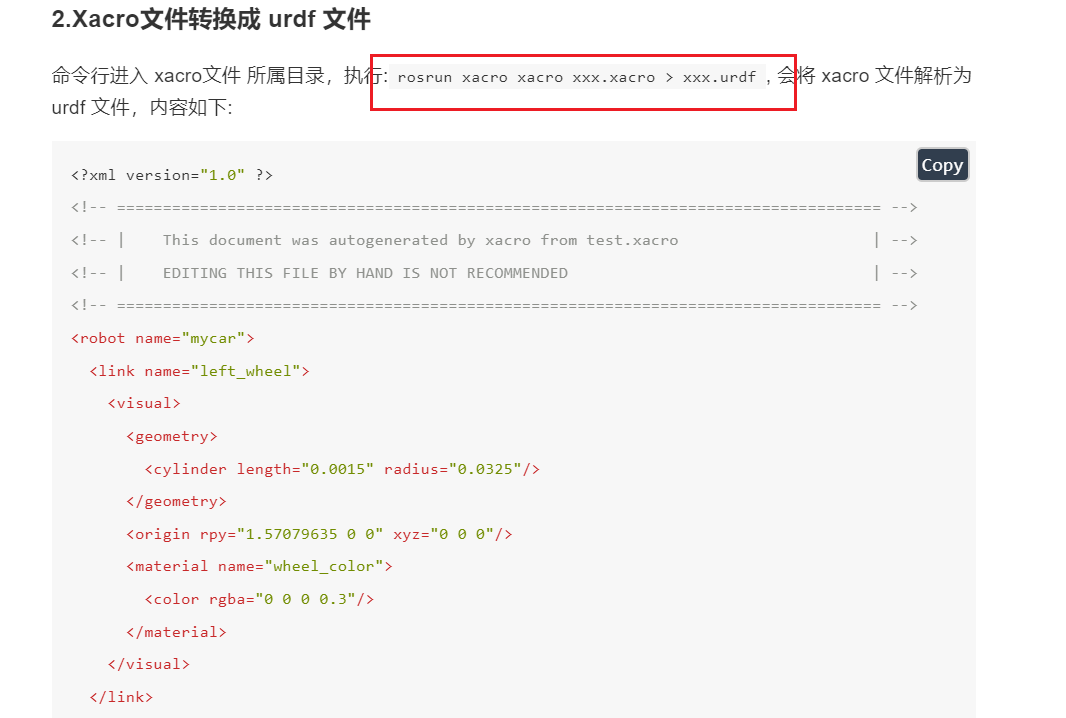 2.Xacro文件转换成 urdf 文件
命令行进入 xacro文件 所属目录，执行: rosrun xacro xacro xxx.xacro > xxx.urdf , 会将 xacro 文件解析为
urdf 文件，内容如下:
Copy
<?xml version="1.0" ?>
<!-- =================================================================================== -->
<!-- |    This document was autogenerated by xacro from test.xacro                     | -->
<!-- |    EDITING THIS FILE BY HAND IS NOT RECOMMENDED                                 | -->
<!-- =================================================================================== -->
<robot name="mycar">
  <link name="left_wheel">
    <visual>
      <geometry>
        <cylinder length="0.0015" radius="0.0325"/>
      </geometry>
      <origin rpy="1.57079635 0 0" xyz="0 0 0"/>
      <material name="wheel_color">
        <color rgba="0 0 0 0.3"/>
      </material>
    </visual>
  </link>